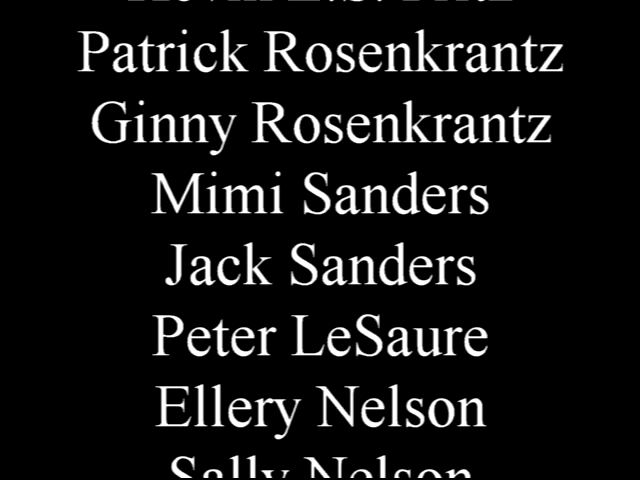 Patrick Rosenkrantz
Ginny Rosenkrantz
Mimi Sanders
Jack Sanders
Peter LeSaure
Ellery Nelson
Sally Nelson